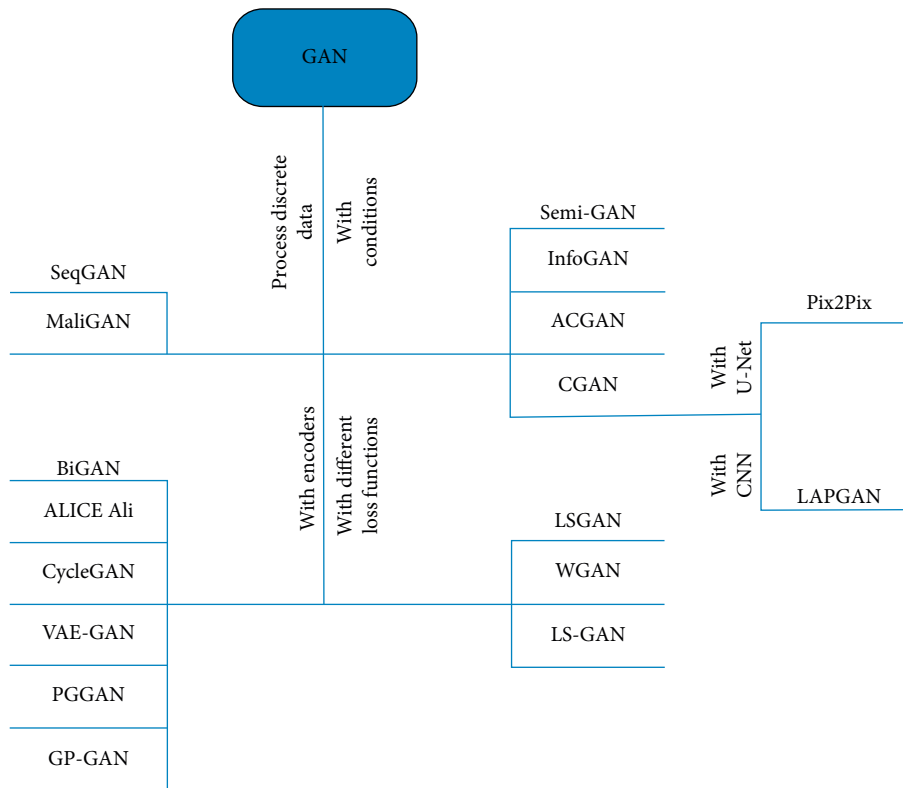 GAN
Process discrete
data
With
conditions
SeqGAN
MaliGAN
Semi-GAN
InfoGAN
ACGAN
CGAN
With
U-Net
Pix2Pix
With
CNN
LAPGAN
With encoders
With different
loss functions
BiGAN
ALICE Ali
CycleGAN
VAE-GAN
PGGAN
GP-GAN
LSGAN
WGAN
LS-GAN